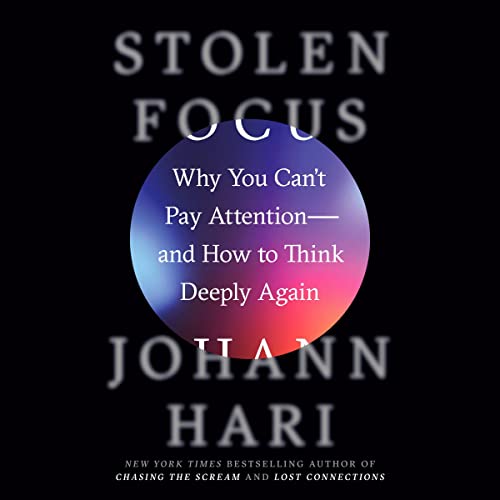 STOLEN
FOCUS
Why You Can't
Pay Attention—
and How to Think
Deeply Again
JOHANN
HARI
NEW YORK TIMES BESTSELLING AUTHOR OF
CHASING THE SCREAM AND LOST CONNECTIONS